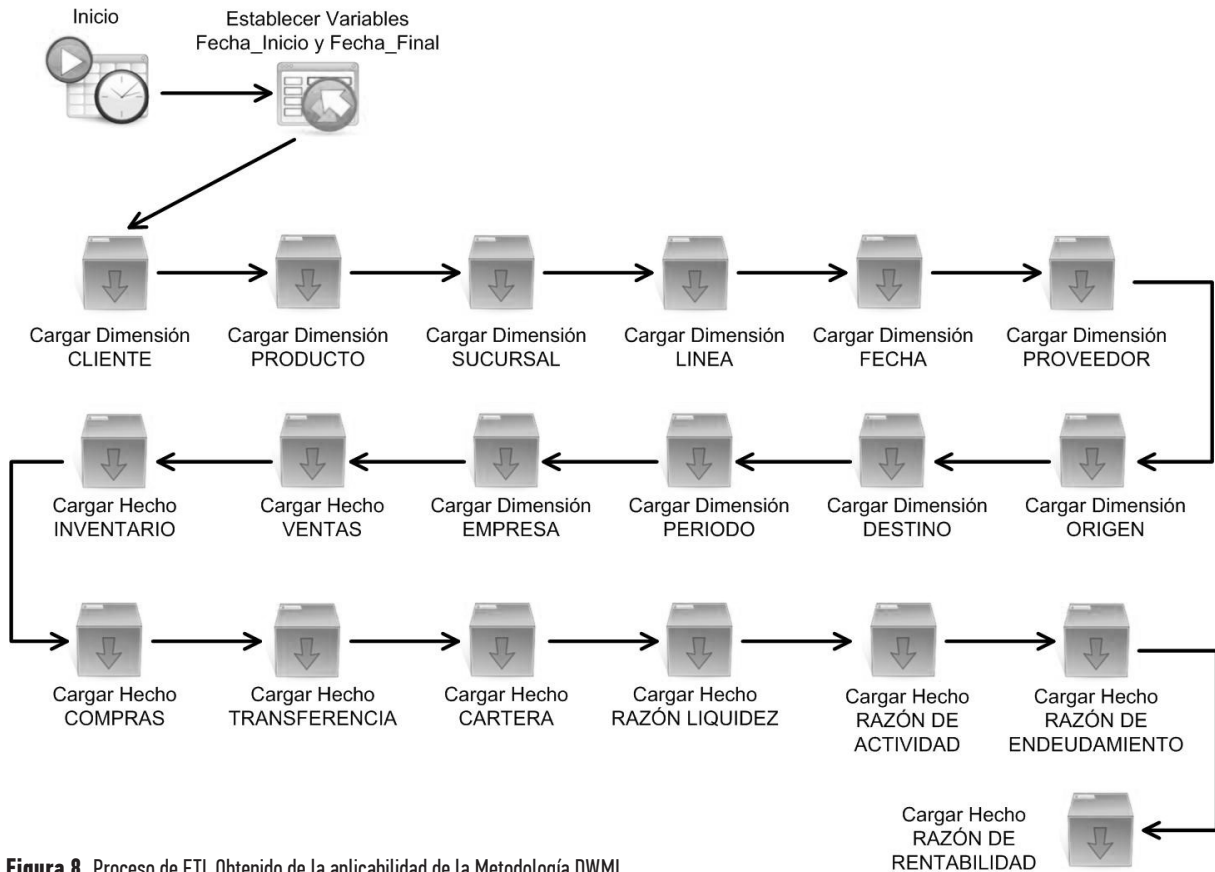 Inicio
Establecer Variables
Fecha_Inicio y Fecha_Final
Cargar Dimensión
CLIENTE
Cargar Dimensión
PRODUCTO
Cargar Dimensión
SUCURSAL
Cargar Dimensión
LINEA
Cargar Dimensión
FECHA
Cargar Dimensión
PROVEEDOR
Cargar Hecho
INVENTARIO
Cargar Hecho
VENTAS
Cargar Dimensión
EMPRESA
Cargar Dimensión
PERIODO
Cargar Dimensión
DESTINO
Cargar Dimensión
ORIGEN
Cargar Hecho
COMPRAS
Cargar Hecho
TRANSFERENCIA
Cargar Hecho
CARTERA
Cargar Hecho
RAZÓN LIQUIDEZ
Cargar Hecho
RAZÓN DE
ACTIVIDAD
Cargar Hecho
RAZÓN DE
ENDEUDAMIENTO
Cargar Hecho
RAZÓN DE
RENTABILIDAD
Figura 8. Proceso de ETL Obtenido de la aplicabilidad de la Metodología DWML